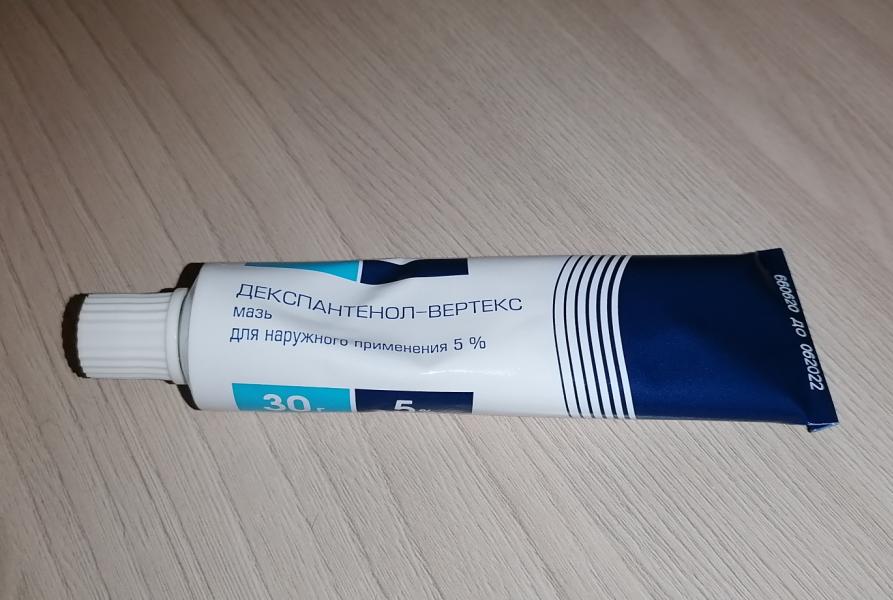 ДЕКСПАНТЕНОЛ–ВЕРТЕКС
мазь
для наружного применения 5 %
30 г
5%
660620 ДО 062022